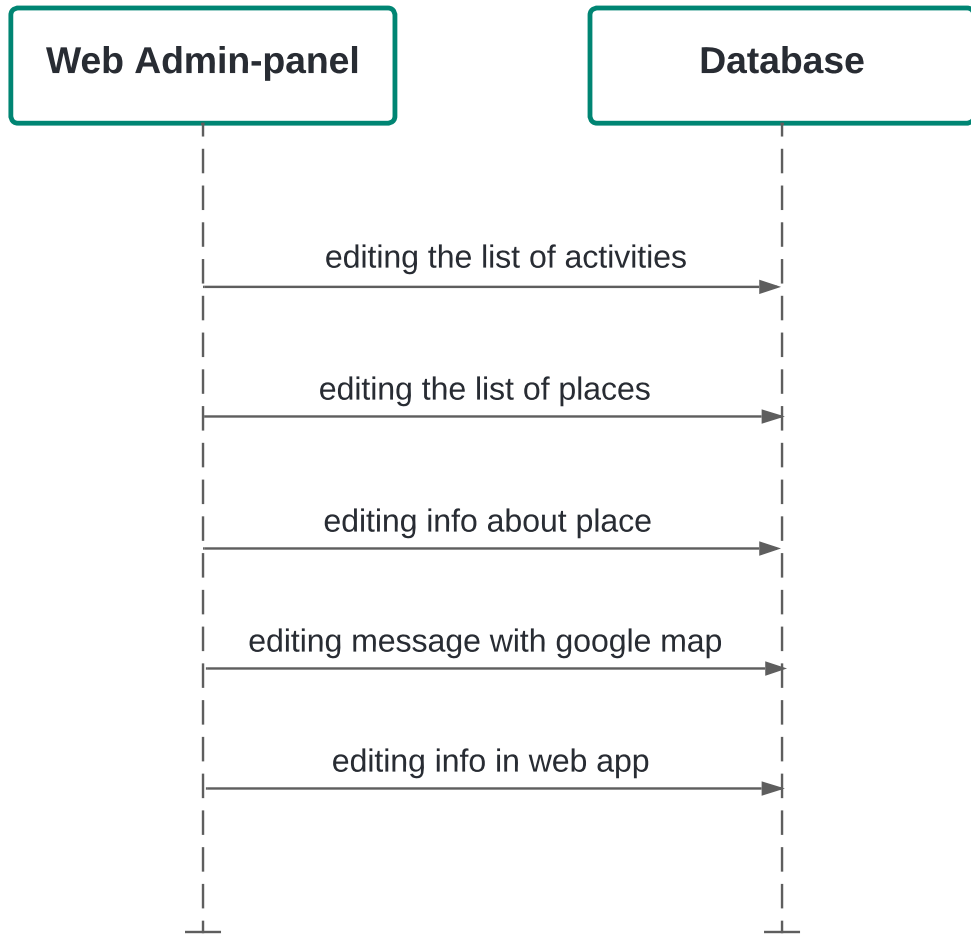 Web Admin-panel
Database
editing the list of activities
editing the list of places
editing info about place
editing message with google map
editing info in web app